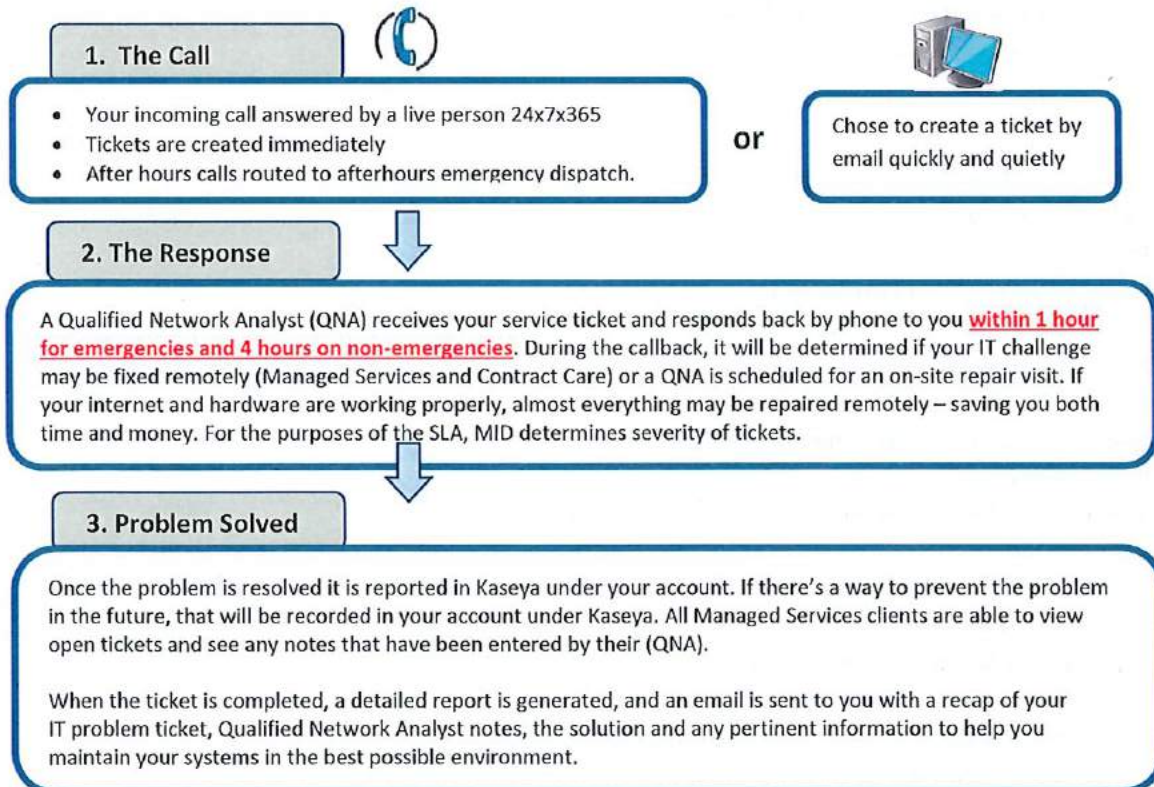 1. The Call
• Your incoming call answered by a live person 24x7x365
• Tickets are created immediately
• After hours calls routed to afterhours emergency dispatch.
or
Chose to create a ticket by
email quickly and quietly
2. The Response
A Qualified Network Analyst (QNA) receives your service ticket and responds back by phone to you within 1 hour
for emergencies and 4 hours on non-emergencies. During the callback, it will be determined if your IT challenge
may be fixed remotely (Managed Services and Contract Care) or a QNA is scheduled for an on-site repair visit. If
your internet and hardware are working properly, almost everything may be repaired remotely – saving you both
time and money. For the purposes of the SLA, MID determines severity of tickets.
3. Problem Solved
Once the problem is resolved it is reported in Kaseya under your account. If there's a way to prevent the problem
in the future, that will be recorded in your account under Kaseya. All Managed Services clients are able to view
open tickets and see any notes that have been entered by their (QNA).
When the ticket is completed, a detailed report is generated, and an email is sent to you with a recap of your
IT problem ticket, Qualified Network Analyst notes, the solution and any pertinent information to help you
maintain your systems in the best possible environment.